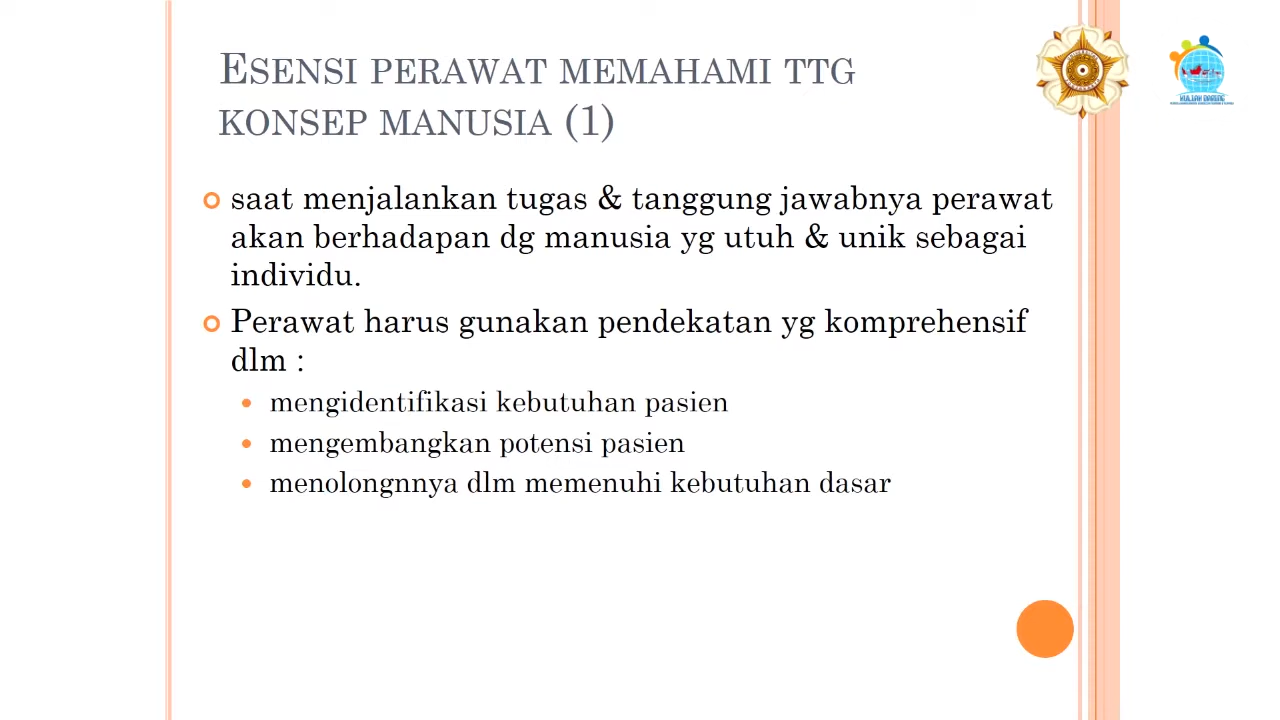 ESENSI PERAWAT MEMAHAMI TTG
KONSEP MANUSIA (1)
saat menjalankan tugas & tanggung jawabnya perawat
akan berhadapan dg manusia yg utuh & unik sebagai
individu.
Perawat harus gunakan pendekatan yg komprehensif
dlm :
mengidentifikasi kebutuhan pasien
mengembangkan potensi pasien
menolongnnya dlm memenuhi kebutuhan dasar
KULIAH DARING